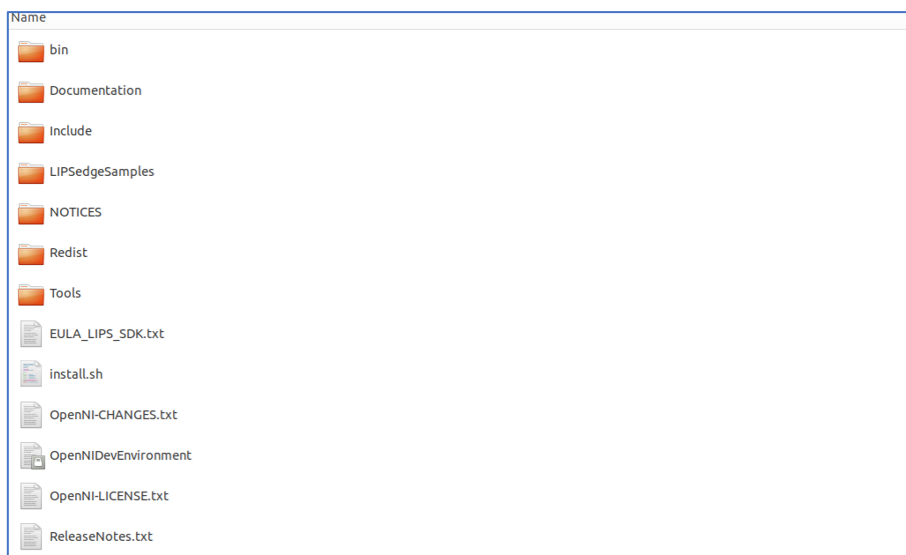 Name
bin
Documentation
Include
LIPSedgeSamples
NOTICES
Redist
Tools
EULA_LIPS_SDK.txt
install.sh
OpenNI-CHANGES.txt
OpenNIDevEnvironment
OpenNI-LICENSE.txt
ReleaseNotes.txt